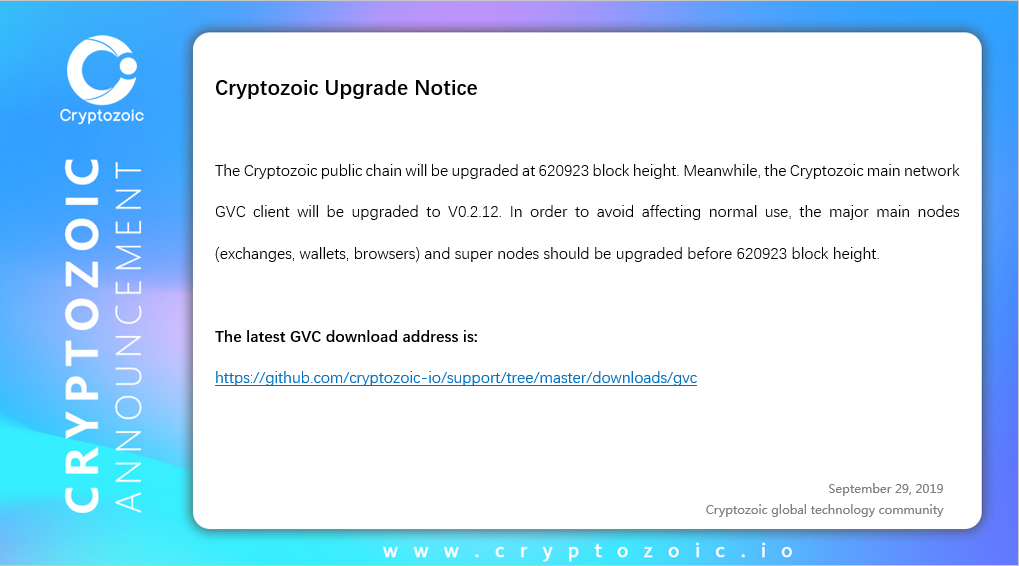 Cryptozoic
CRYPTOZOIC
ANNOUNCEMENT
Cryptozoic Upgrade Notice
The Cryptozoic public chain will be upgraded at 620923 block height. Meanwhile, the Cryptozoic main network
GVC client will be upgraded to V0.2.12. In order to avoid affecting normal use, the major main nodes
(exchanges, wallets, browsers) and super nodes should be upgraded before 620923 block height.
The latest GVC download address is:
https://github.com/cryptozoic-io/support/tree/master/downloads/gvc
September 29, 2019
Cryptozoic global technology community
www.cryptozoic.io